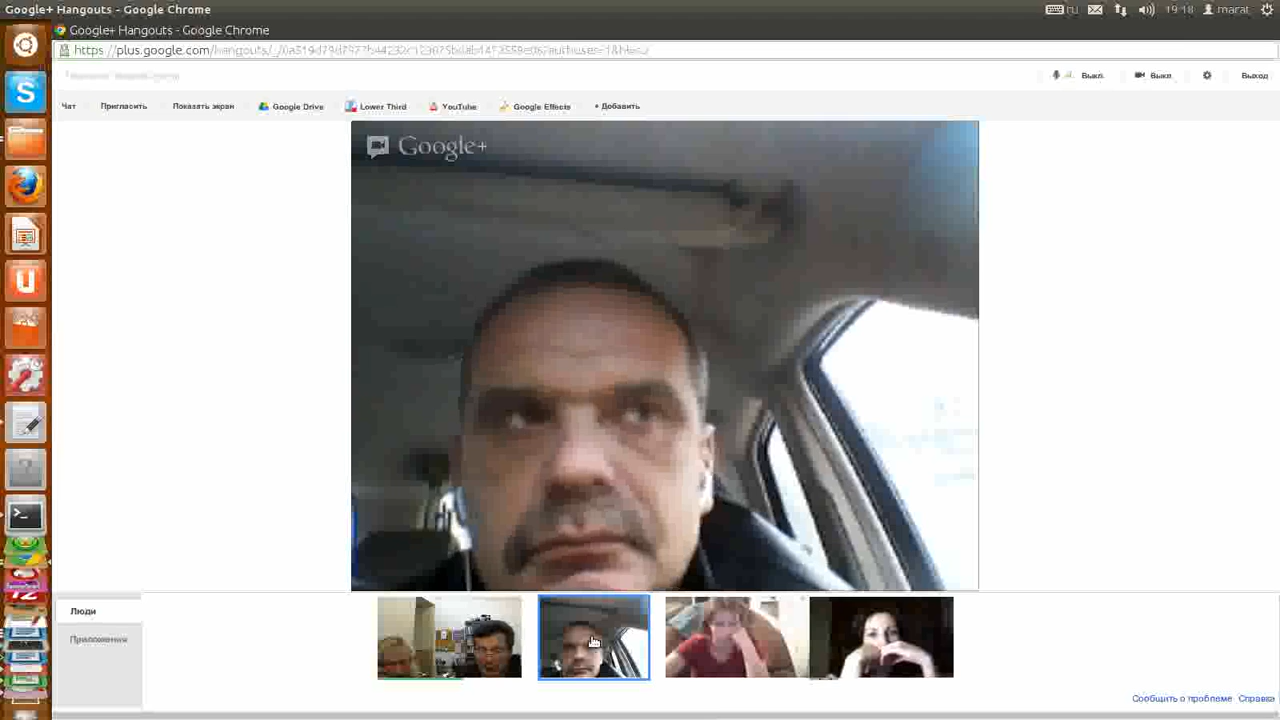 Google+ Hangouts - Google Chrome
ru
19:18
marat
Google+ Hangouts - Google Chrome
https://plus.google.com/hangouts/_/
Выкл.
Выкл.
Выход
Чат
Пригласить
Показать экран
Google Drive
Lower Third
YouTube
Google Effects
+ Добавить
Google+
Люди
Приложения
Сообщить о проблеме
Справка